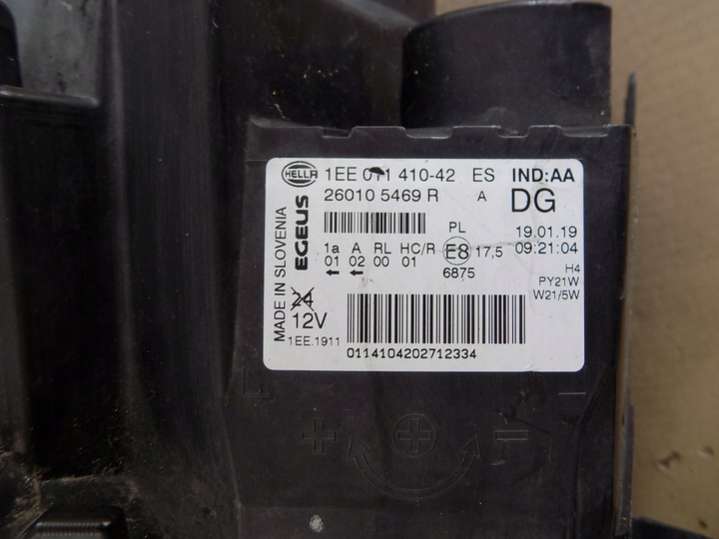 HELLA 1EE 011 410-42 ES IND:AA
26010 5469 R A DG
MADE IN SLOVENIA
EGEUS
PL 19.01.19
1a A RL HC/R E8 17,5 09:21:04
01 02 00 01 6875
H4
PY21W
W21/5W
24
12V
1EE.1911
0114104202712334